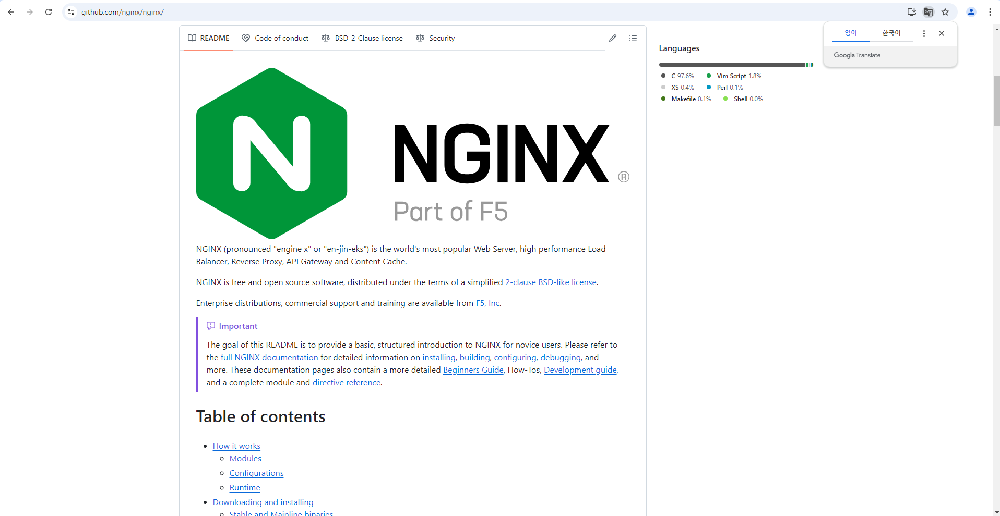 github.com/nginx/nginx/
영어 한국어
Google Translate
README Code of conduct BSD-2-Clause license Security
N
NGINX ®
Part of F5
NGINX (pronounced "engine x" or "en-jin-eks") is the world's most popular Web Server, high performance Load
Balancer, Reverse Proxy, API Gateway and Content Cache.
NGINX is free and open source software, distributed under the terms of a simplified 2-clause BSD-like license.
Enterprise distributions, commercial support and training are available from F5, Inc.
Important
The goal of this README is to provide a basic, structured introduction to NGINX for novice users. Please refer to
the full NGINX documentation for detailed information on installing, building, configuring, debugging, and
more. These documentation pages also contain a more detailed Beginners Guide, How-Tos, Development guide,
and a complete module and directive reference.
Table of contents
How it works
Modules
Configurations
Runtime
Downloading and installing
Stable and Mainline binaries
Languages
C 97.6% Vim Script 1.8%
XS 0.4% Perl 0.1%
Makefile 0.1% Shell 0.0%